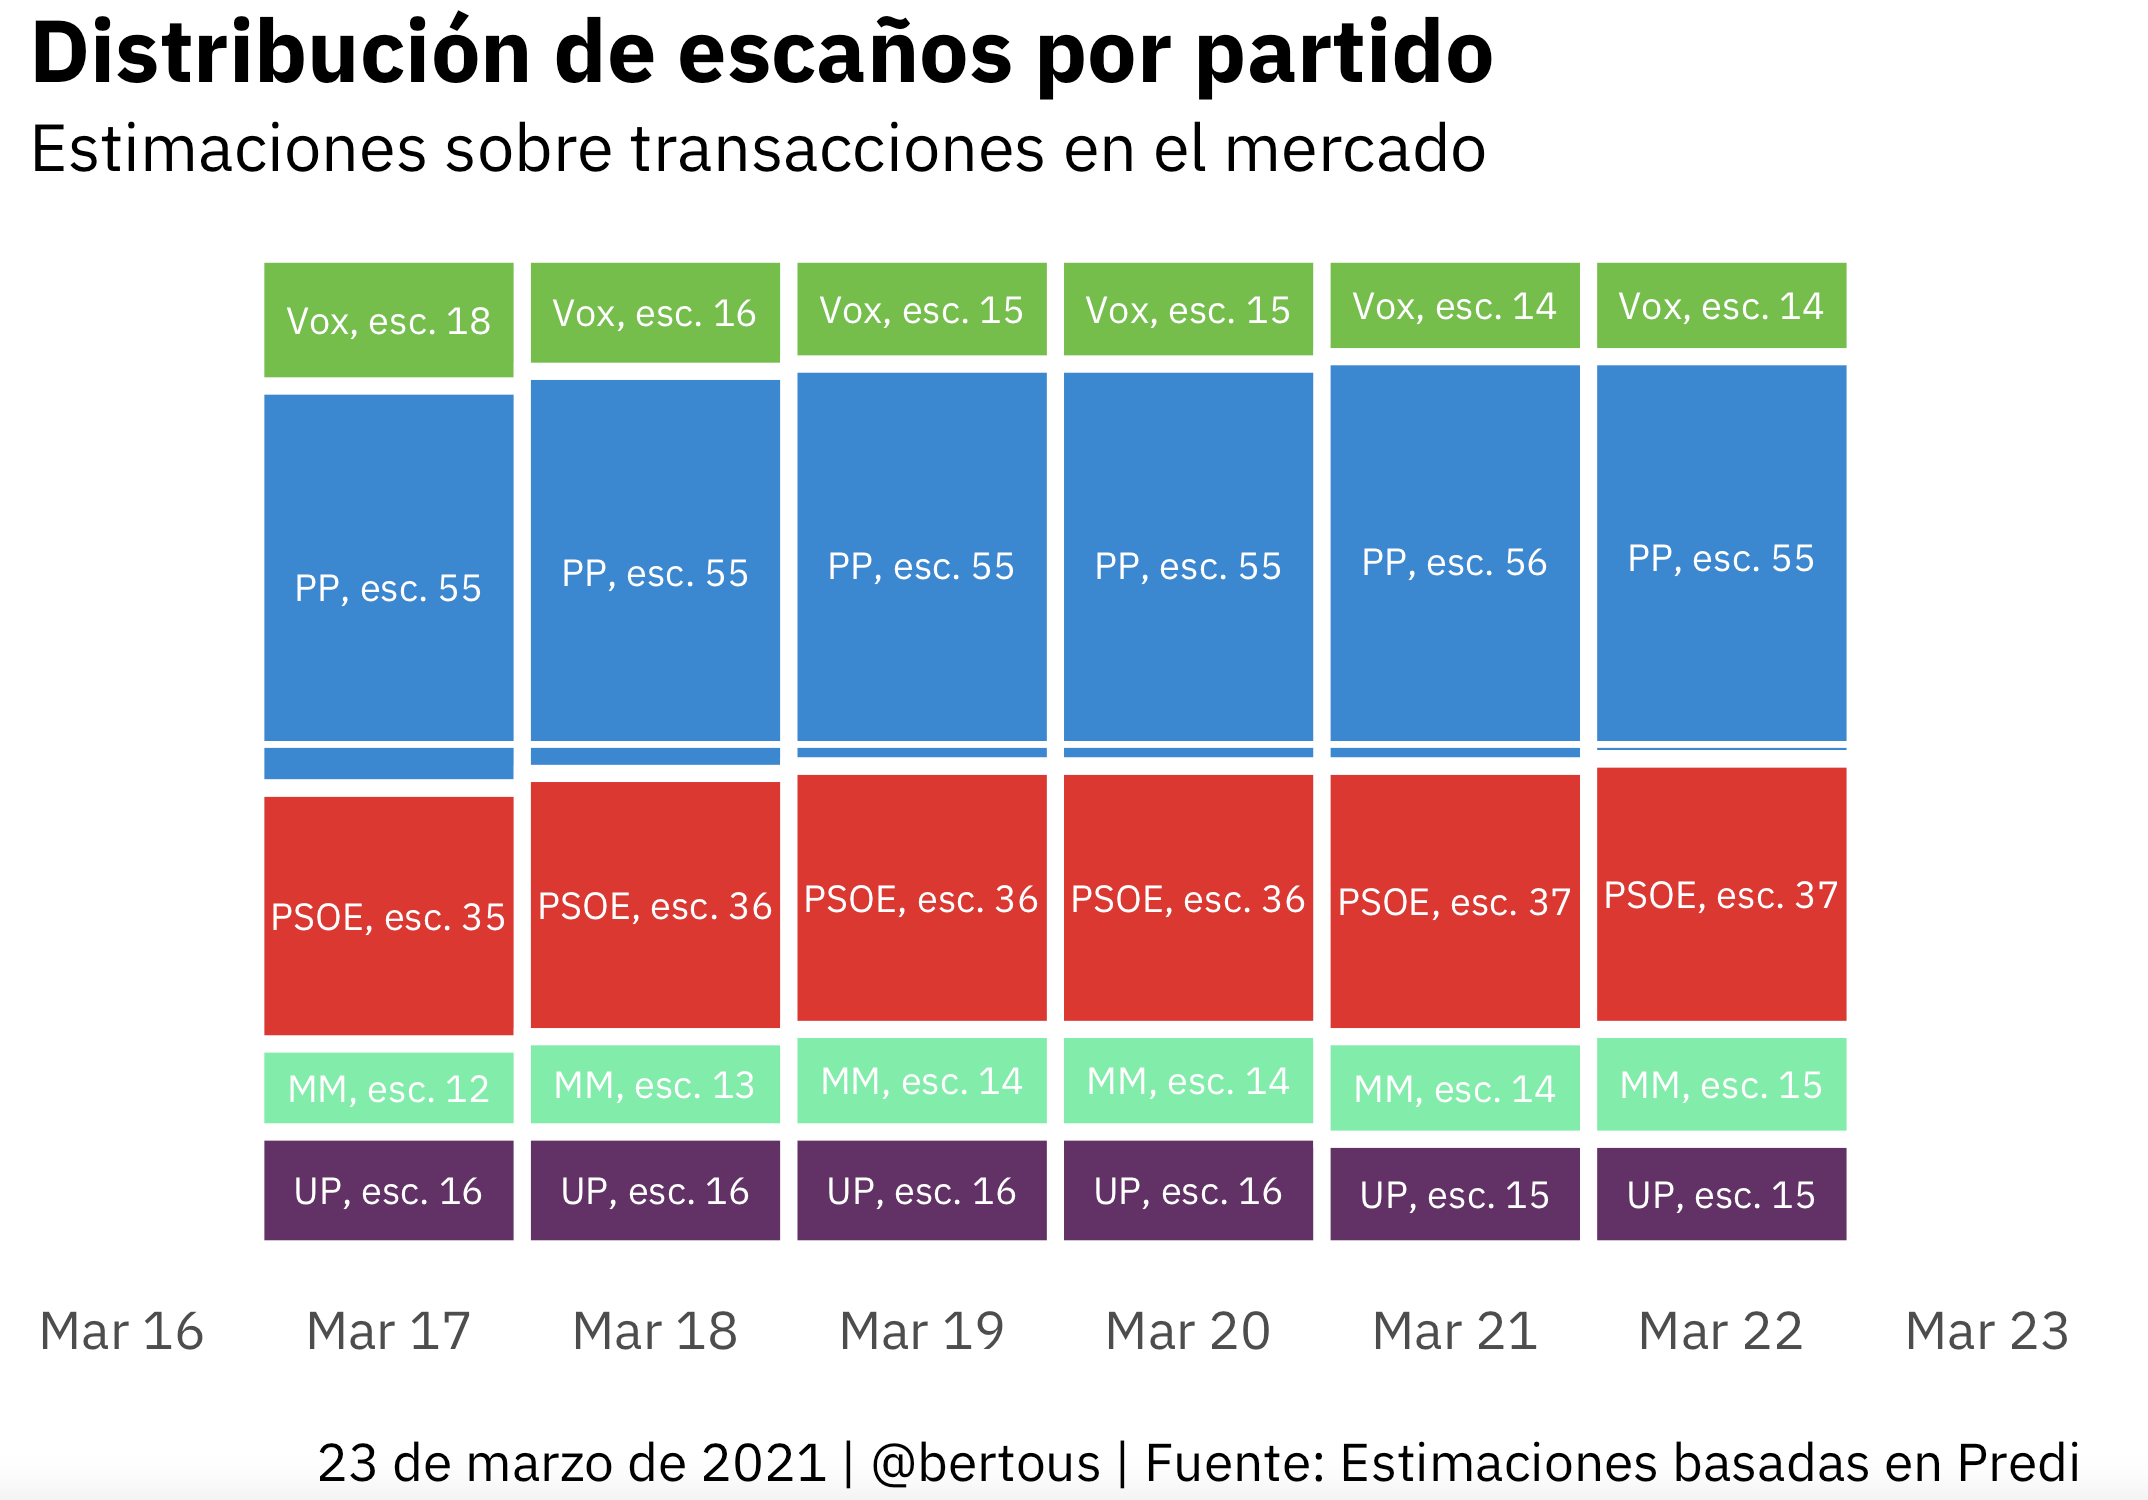 Distribución de escaños por partido
Estimaciones sobre transacciones en el mercado
Vox, esc. 18
Vox, esc. 16
Vox, esc. 15
Vox, esc. 15
Vox, esc. 14
Vox, esc. 14
PP, esc. 55
PP, esc. 55
PP, esc. 55
PP, esc. 55
PP, esc. 56
PP, esc. 55
PSOE, esc. 35
PSOE, esc. 36
PSOE, esc. 36
PSOE, esc. 36
PSOE, esc. 37
PSOE, esc. 37
MM, esc. 12
MM, esc. 13
MM, esc. 14
MM, esc. 14
MM, esc. 14
MM, esc. 15
UP, esc. 16
UP, esc. 16
UP, esc. 16
UP, esc. 16
UP, esc. 15
UP, esc. 15
Mar 16
Mar 17
Mar 18
Mar 19
Mar 20
Mar 21
Mar 22
Mar 23
23 de marzo de 2021 | @bertous | Fuente: Estimaciones basadas en Predi